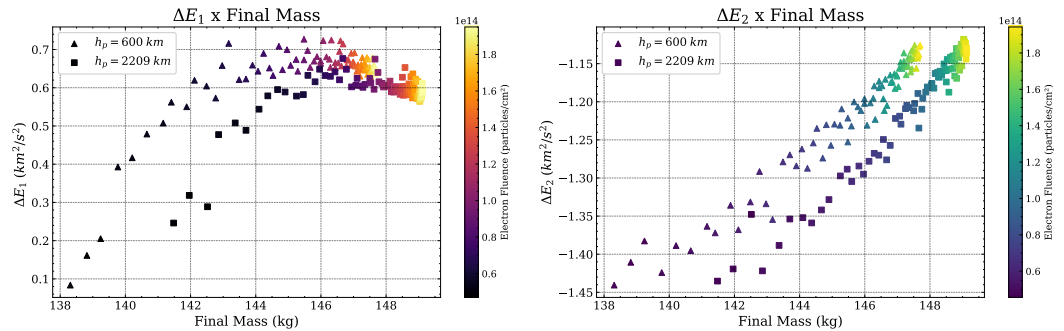 ΔE₁ x Final Mass
1e14
h_p = 600 km
h_p = 2209 km
0.7
0.6
0.5
0.4
0.3
0.2
0.1
ΔE₁ (km²/s²)
138
140
142
144
146
148
Final Mass (kg)
1.8
1.6
1.4
1.2
1.0
0.8
0.6
Electron Fluence (particles/cm²)
ΔE₂ x Final Mass
1e14
h_p = 600 km
h_p = 2209 km
−1.15
−1.20
−1.25
−1.30
−1.35
−1.40
−1.45
ΔE₂ (km²/s²)
138
140
142
144
146
148
Final Mass (kg)
1.8
1.6
1.4
1.2
1.0
0.8
0.6
Electron Fluence (particles/cm²)